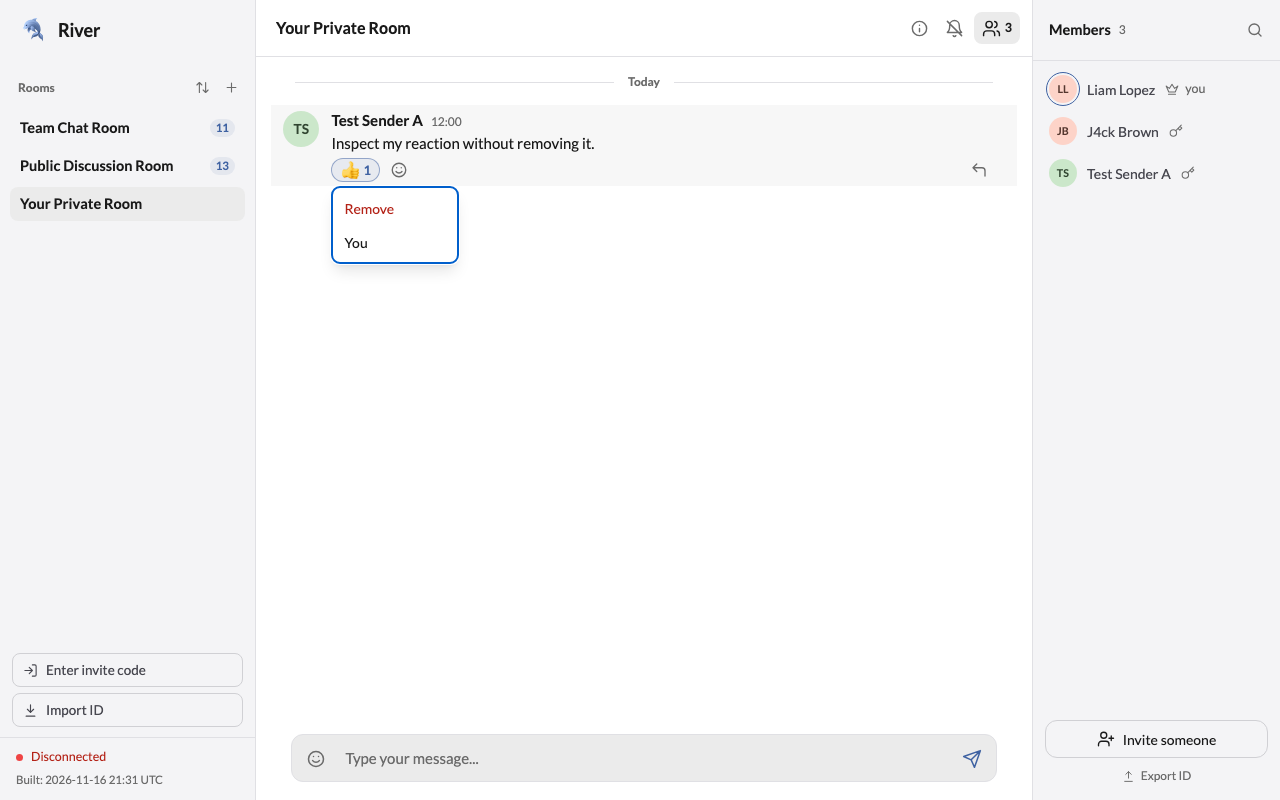 River
Rooms
Team Chat Room 11
Public Discussion Room 13
Your Private Room
Enter invite code
Import ID
Disconnected
Built: 2026-11-16 21:31 UTC
Your Private Room
3
Today
TS
Test Sender A 12:00
Inspect my reaction without removing it.
👍 1
Remove
You
Type your message...
Members 3
LL Liam Lopez you
JB J4ck Brown
TS Test Sender A
Invite someone
Export ID